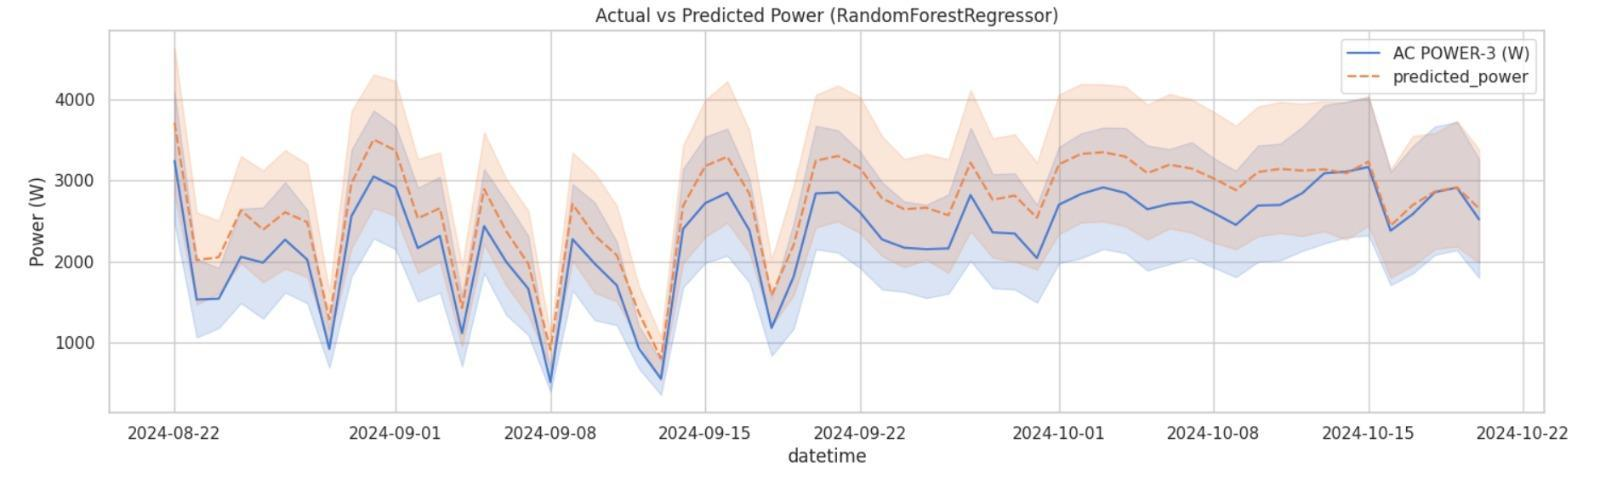 Actual vs Predicted Power (RandomForestRegressor)
AC POWER-3 (W)
predicted_power
Power (W)
4000
3000
2000
1000
2024-08-22 2024-09-01 2024-09-08 2024-09-15 2024-09-22 2024-10-01 2024-10-08 2024-10-15 2024-10-22
datetime